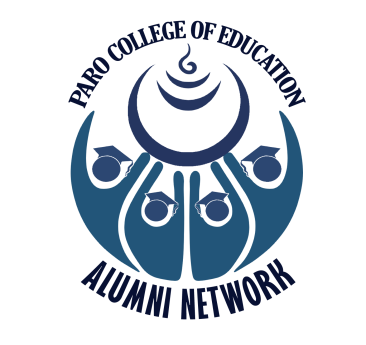 PARO COLLEGE OF EDUCATION
ALUMNI NETWORK